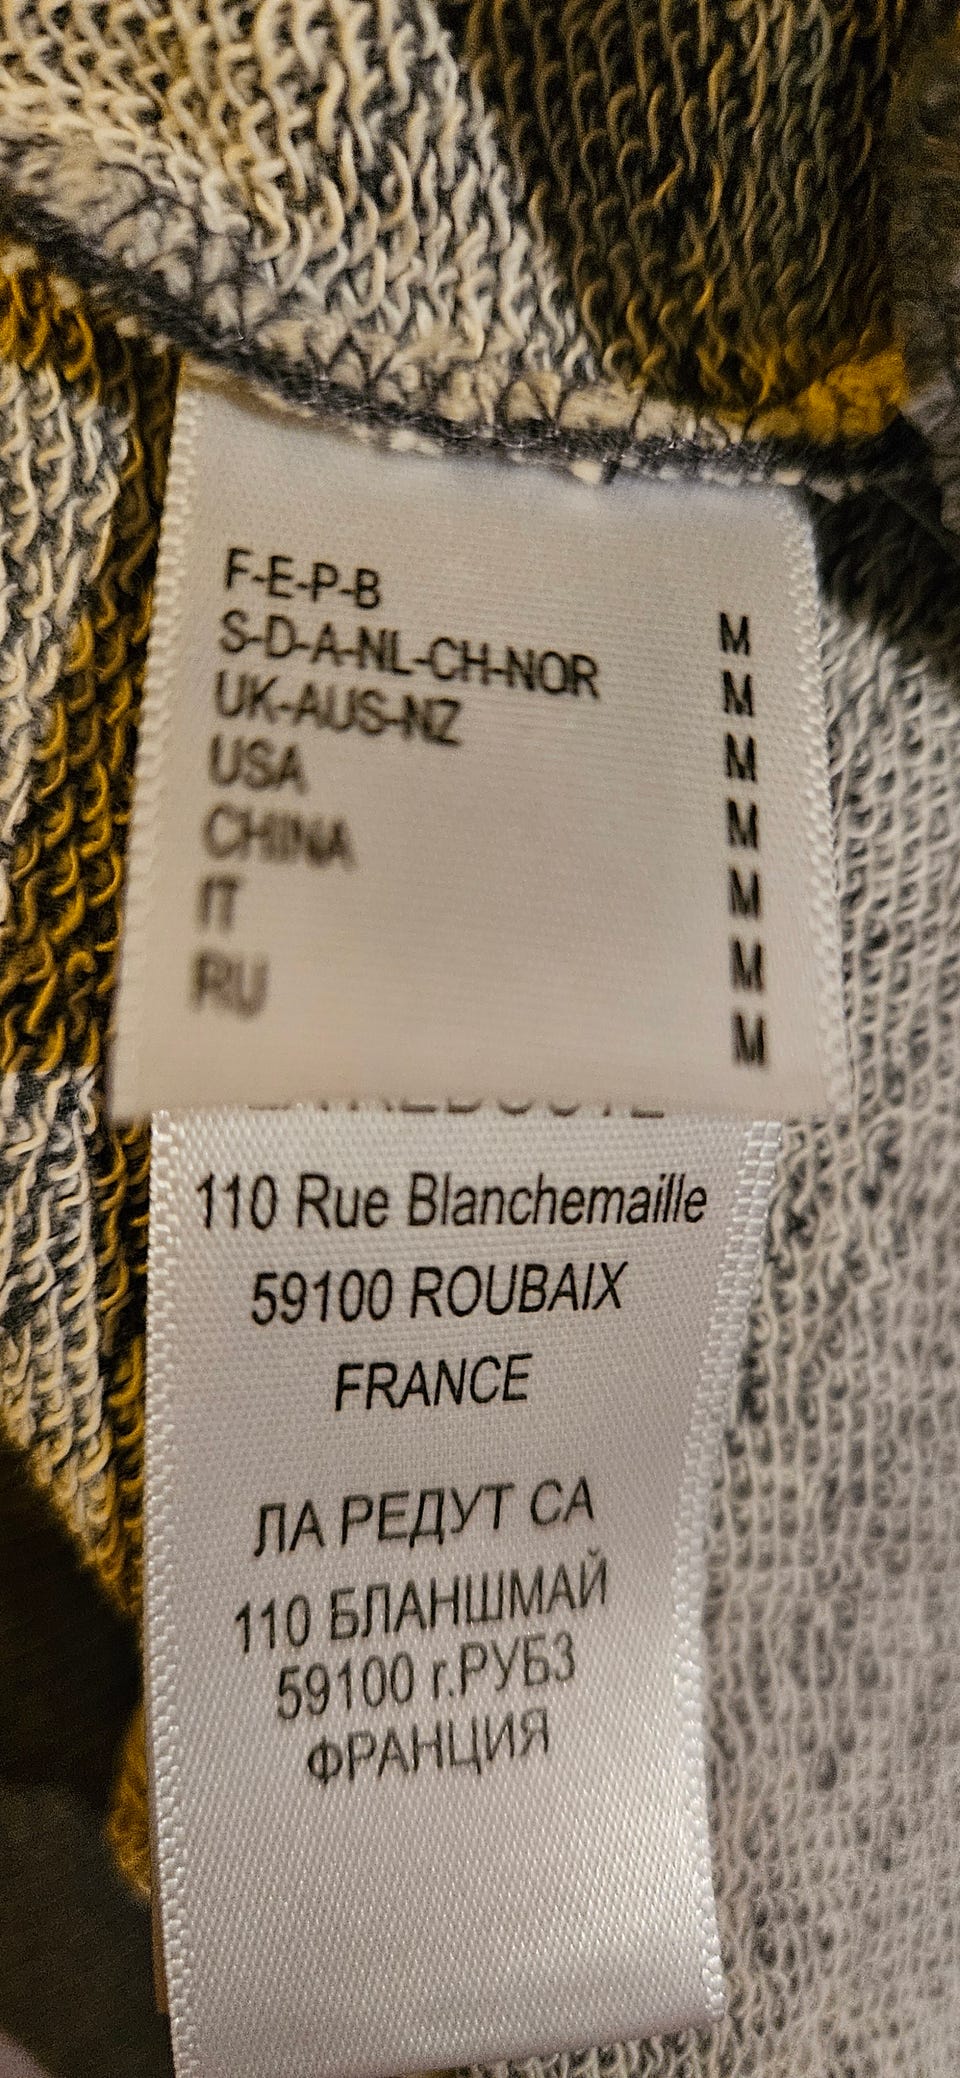 F-E-P-B M
S-D-A-NL-CH-NOR M
UK-AUS-NZ M
USA M
CHINA M
IT M
RU M
110 Rue Blanchemaille
59100 ROUBAIX
FRANCE
ЛА РЕДУТ СА
110 БЛАНШМАЙ
59100 г.РУБЗ
ФРАНЦИЯ